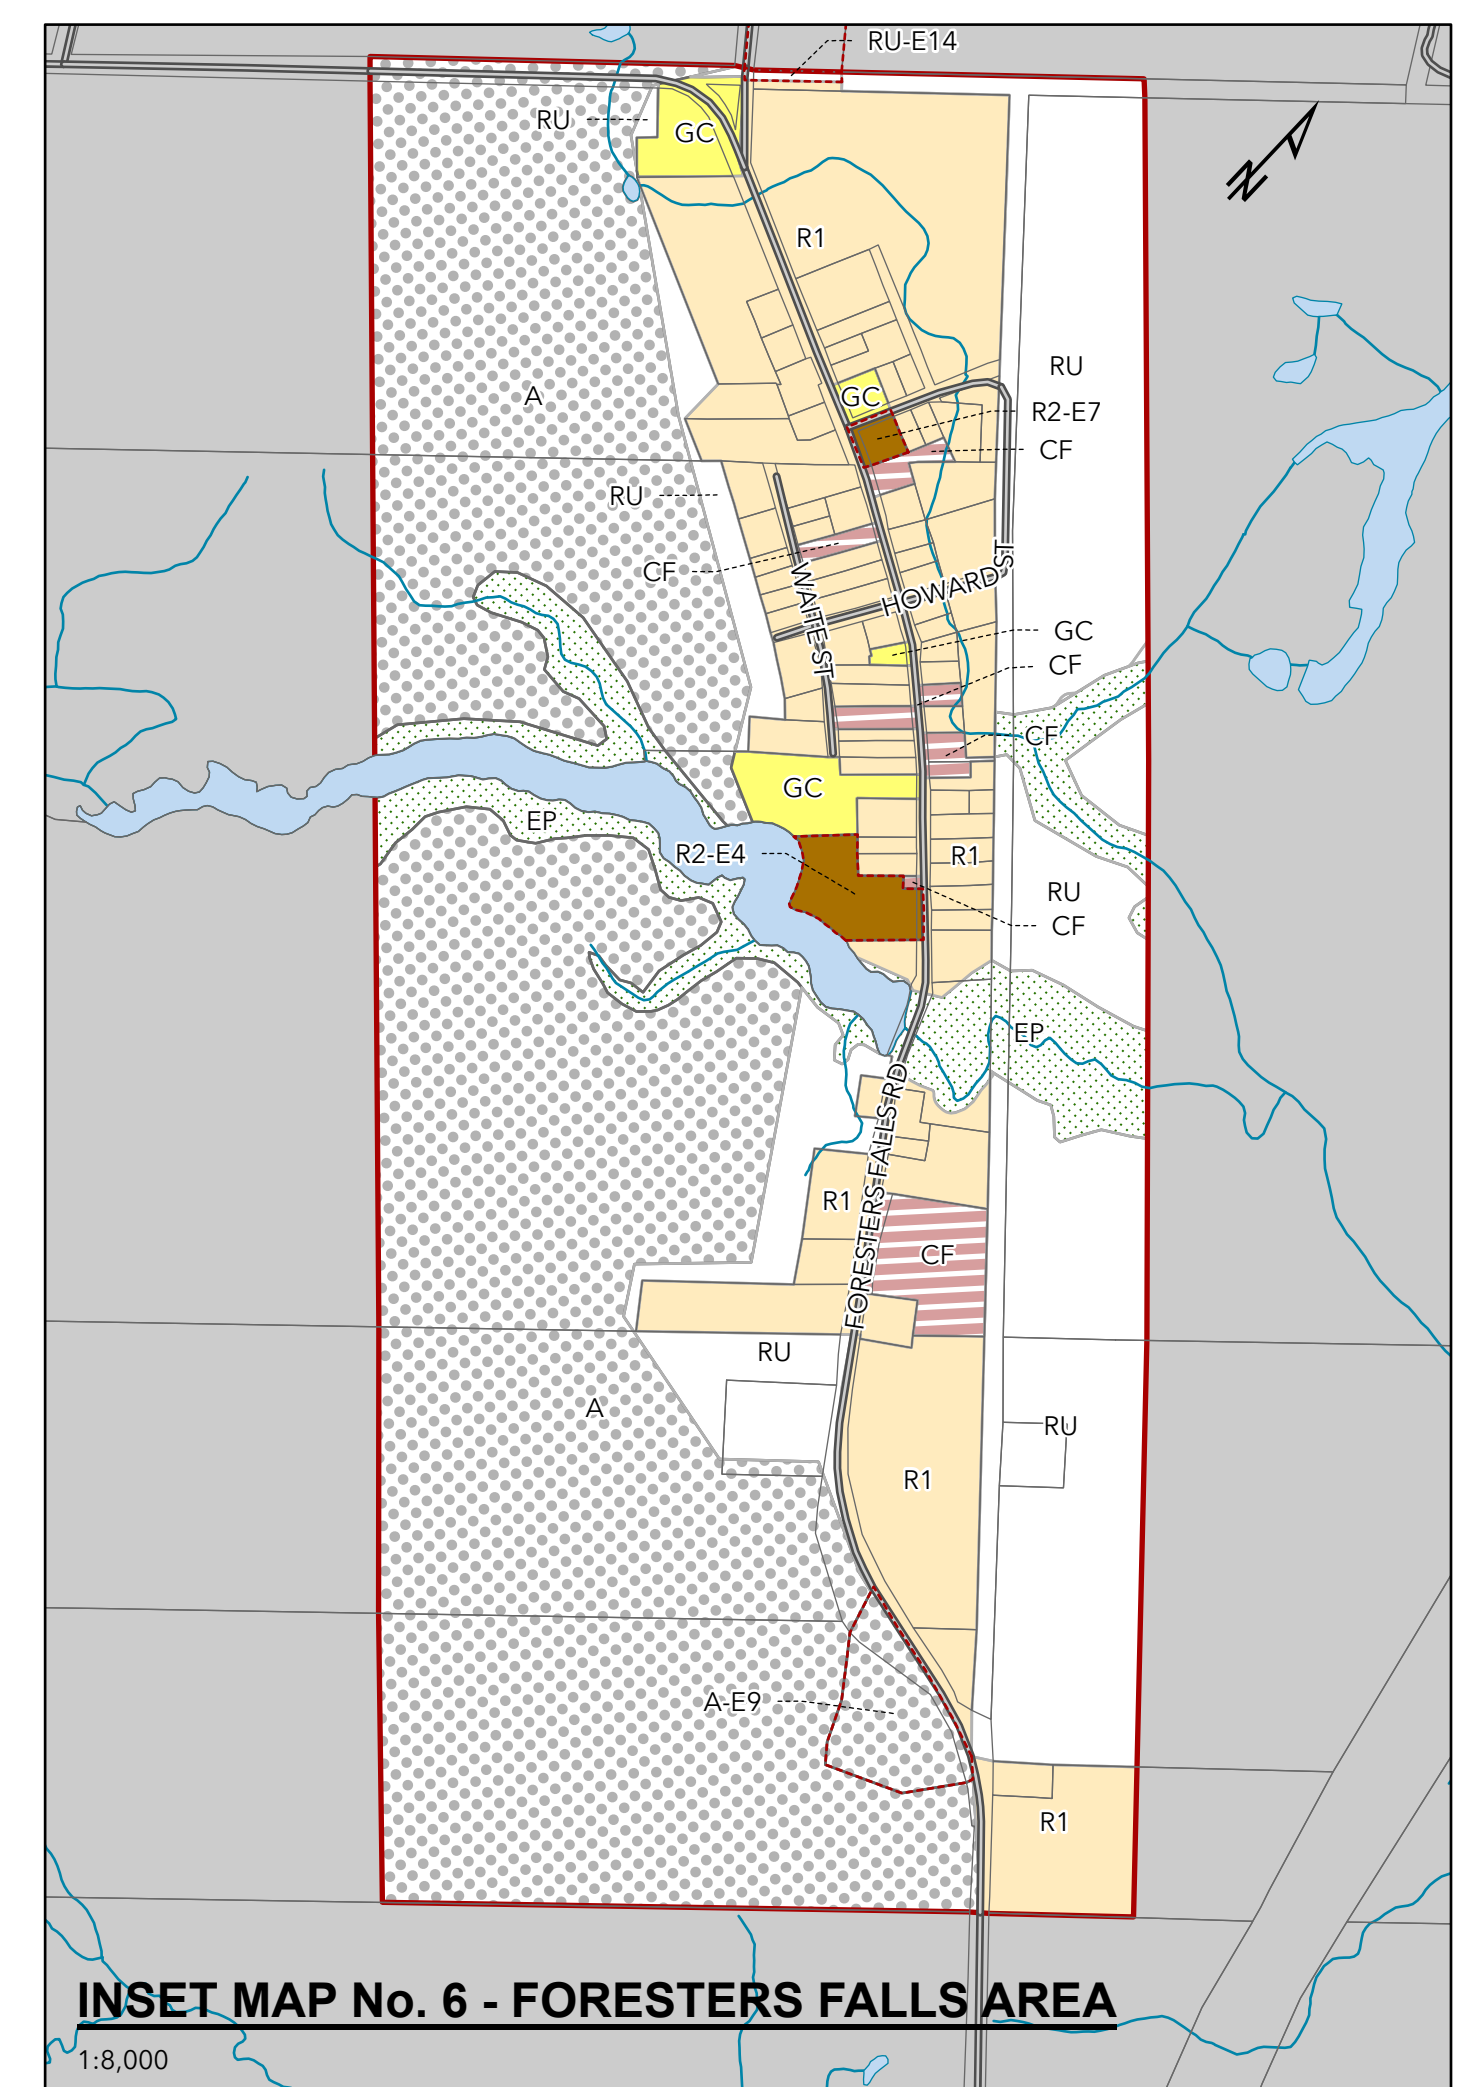 RU-E14
RU
GC
N
R1
RU
A
GC
R2-E7
CF
RU
CF
WAITE ST
HOWARD ST
GC
CF
CF
GC
EP
R2-E4
R1
RU
CF
EP
FORESTERS FALLS RD
R1
CF
RU
A
RU
R1
A-E9
R1
INSET MAP No. 6 - FORESTERS FALLS AREA
1:8,000